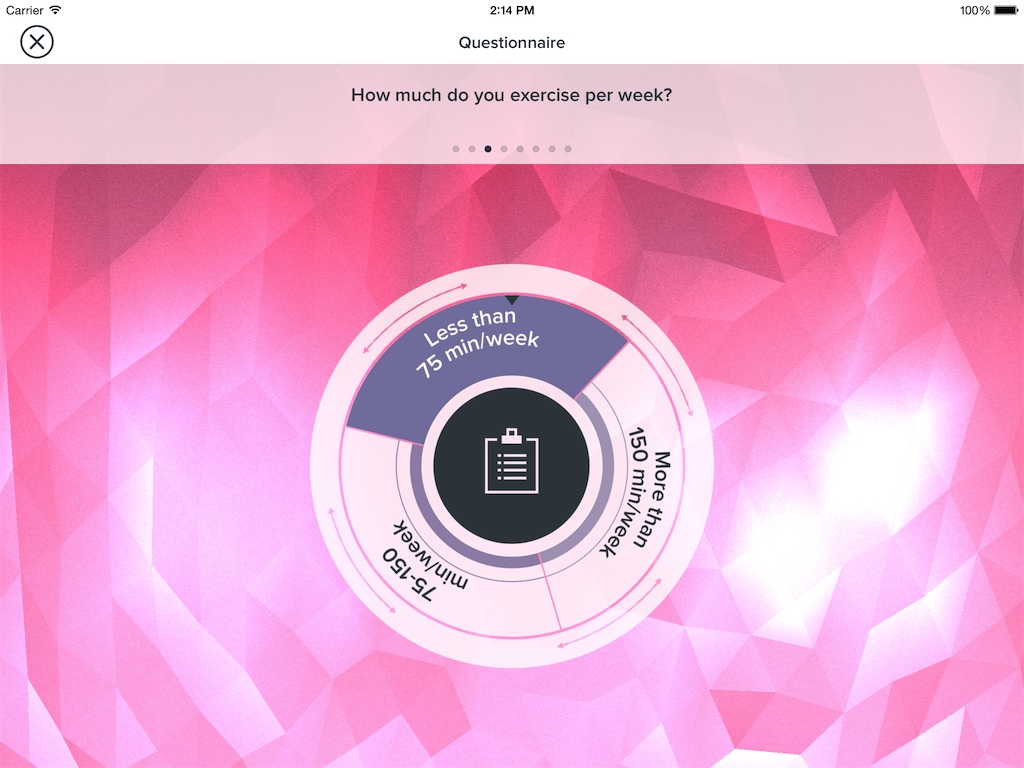 Carrier
2:14 PM
100%
Questionnaire
How much do you exercise per week?
Less than
75 min/week
More than
150 min/week
75-150
min/week